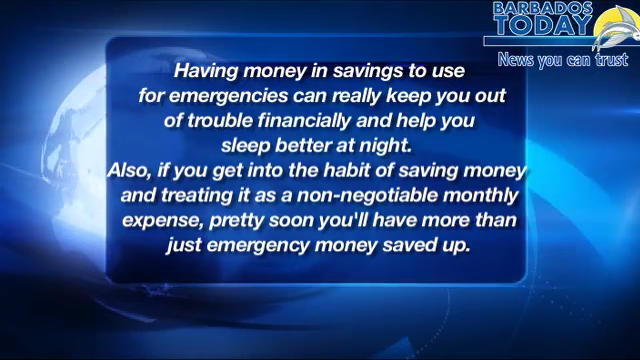 BARBADOS
TODAY
News you can trust
Having money in savings to use
for emergencies can really keep you out
of trouble financially and help you
sleep better at night.
Also, if you get into the habit of saving money
and treating it as a non-negotiable monthly
expense, pretty soon you'll have more than
just emergency money saved up.